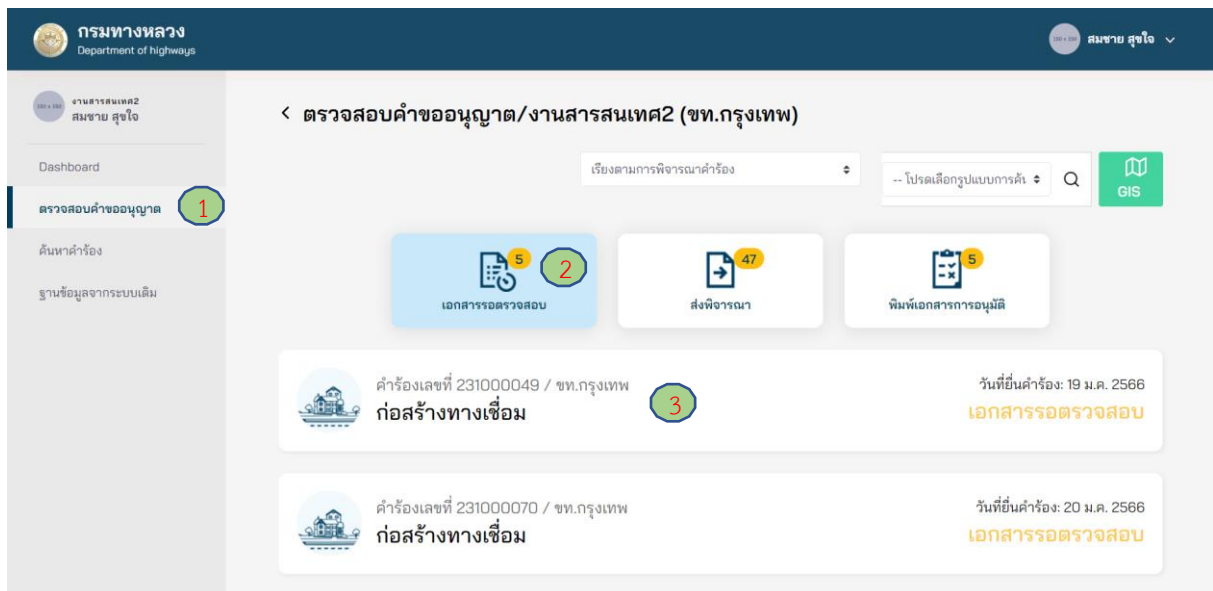 กรมทางหลวง
Department of highways
สมชาย สุขใจ
งานสารสนเทศ2
สมชาย สุขใจ
Dashboard
ตรวจสอบคำขออนุญาต
1
ค้นหาคำร้อง
ฐานข้อมูลจากระบบเดิม
< ตรวจสอบคำขออนุญาต/งานสารสนเทศ2 (ขท.กรุงเทพ)
เรียงตามการพิจารณาคำร้อง
-- โปรดเลือกรูปแบบการค้น
GIS
5
2
เอกสารรอตรวจสอบ
47
ส่งพิจารณา
5
พิมพ์เอกสารการอนุมัติ
คำร้องเลขที่ 231000049 / ขท.กรุงเทพ
ก่อสร้างทางเชื่อม
3
วันที่ยื่นคำร้อง: 19 ม.ค. 2566
เอกสารรอตรวจสอบ
คำร้องเลขที่ 231000070 / ขท.กรุงเทพ
ก่อสร้างทางเชื่อม
วันที่ยื่นคำร้อง: 20 ม.ค. 2566
เอกสารรอตรวจสอบ